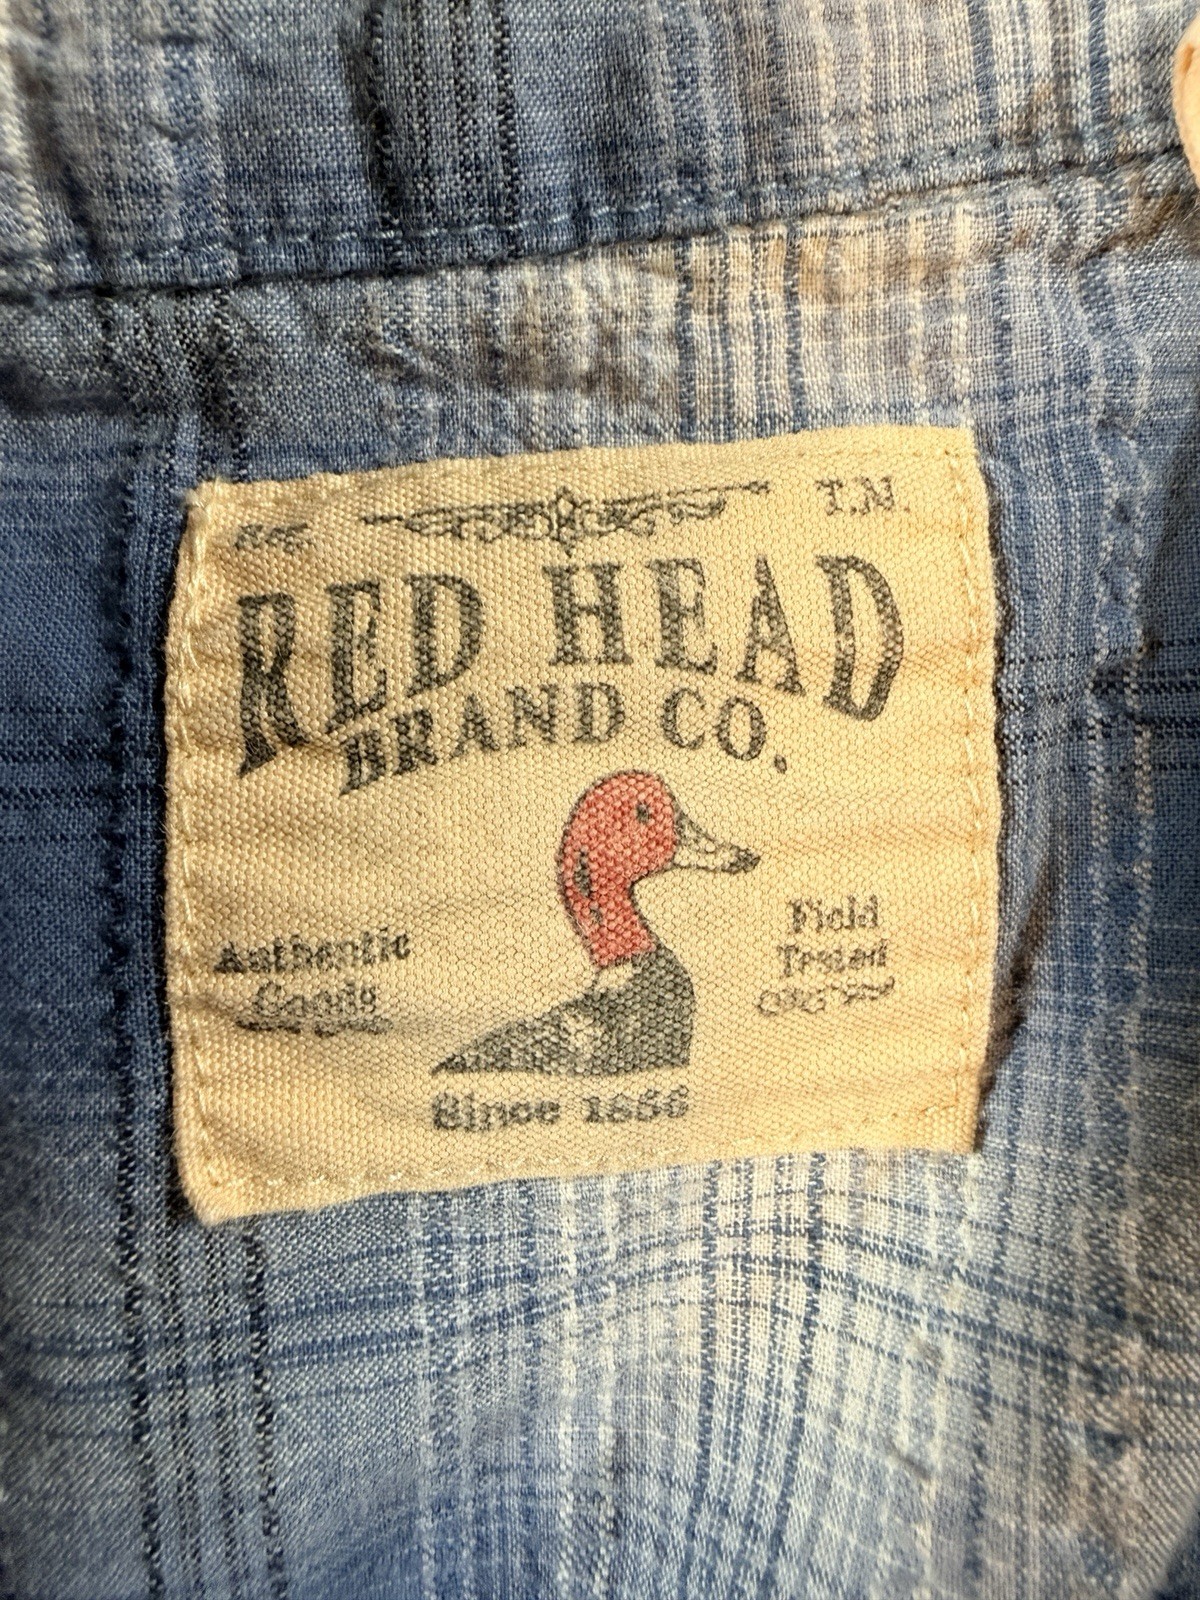 T.M.
RED HEAD
BRAND CO.
Authentic
Goods
Field
Tested
Since 1856